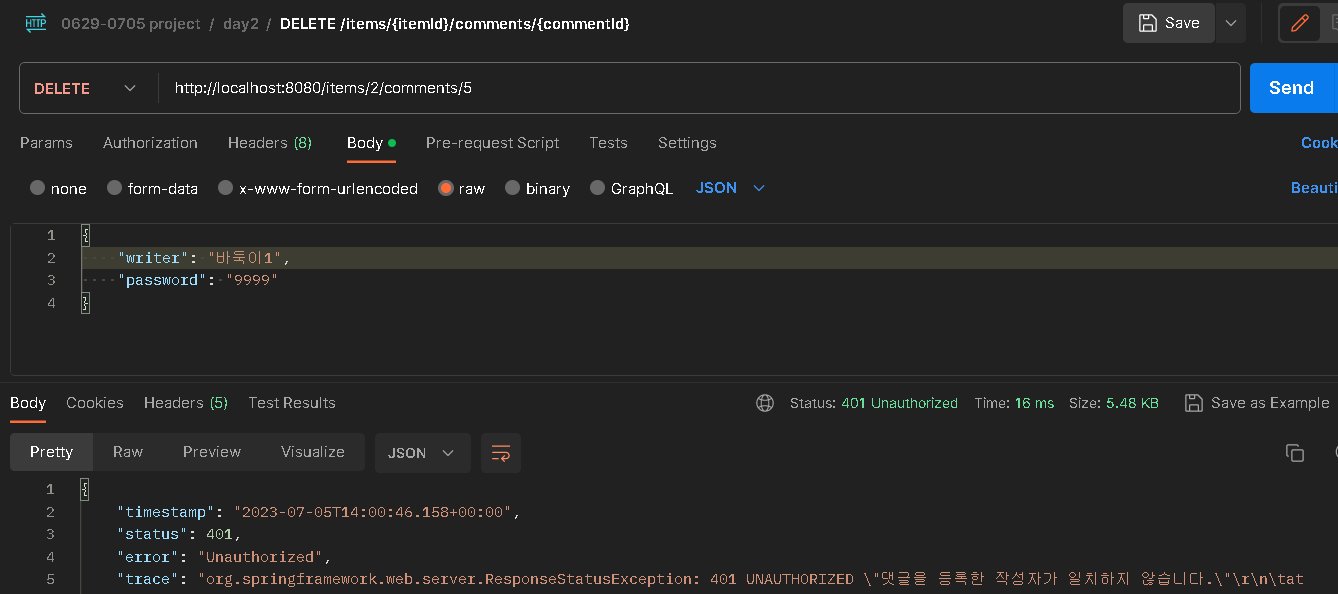 HTTP 0629-0705 project / day2 / DELETE /items/{itemId}/comments/{commentId} Save
DELETE http://localhost:8080/items/2/comments/5 Send
Params Authorization Headers (8) Body Pre-request Script Tests Settings Cook
none form-data x-www-form-urlencoded raw binary GraphQL JSON Beauti
1 {
2 "writer": "바둑이1",
3 "password": "9999"
4 }
Body Cookies Headers (5) Test Results Status: 401 Unauthorized Time: 16 ms Size: 5.48 KB Save as Example
Pretty Raw Preview Visualize JSON
1 {
2 "timestamp": "2023-07-05T14:00:46.158+00:00",
3 "status": 401,
4 "error": "Unauthorized",
5 "trace": "org.springframework.web.server.ResponseStatusException: 401 UNAUTHORIZED \"댓글을 등록한 작성자가 일치하지 않습니다.\"\r\n\tat